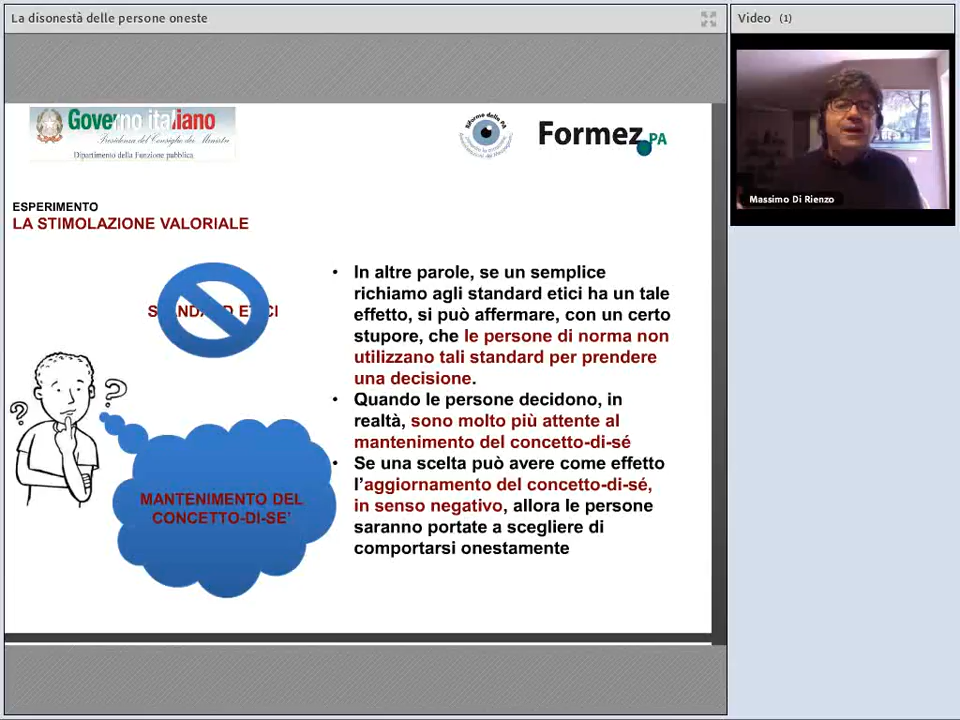 La disonestà delle persone oneste
Video (1)
Governo italiano
Presidenza del Consiglio dei Ministri
Dipartimento della Funzione pubblica
Riforme della PA
Formez PA
Massimo Di Rienzo
ESPERIMENTO
LA STIMOLAZIONE VALORIALE
• In altre parole, se un semplice
richiamo agli standard etici ha un tale
effetto, si può affermare, con un certo
stupore, che le persone di norma non
utilizzano tali standard per prendere
una decisione.
• Quando le persone decidono, in
realtà, sono molto più attente al
mantenimento del concetto-di-sé
• Se una scelta può avere come effetto
l’aggiornamento del concetto-di-sé,
in senso negativo, allora le persone
saranno portate a scegliere di
comportarsi onestamente
STANDARD ETICI
? ?
MANTENIMENTO DEL
CONCETTO-DI-SE’